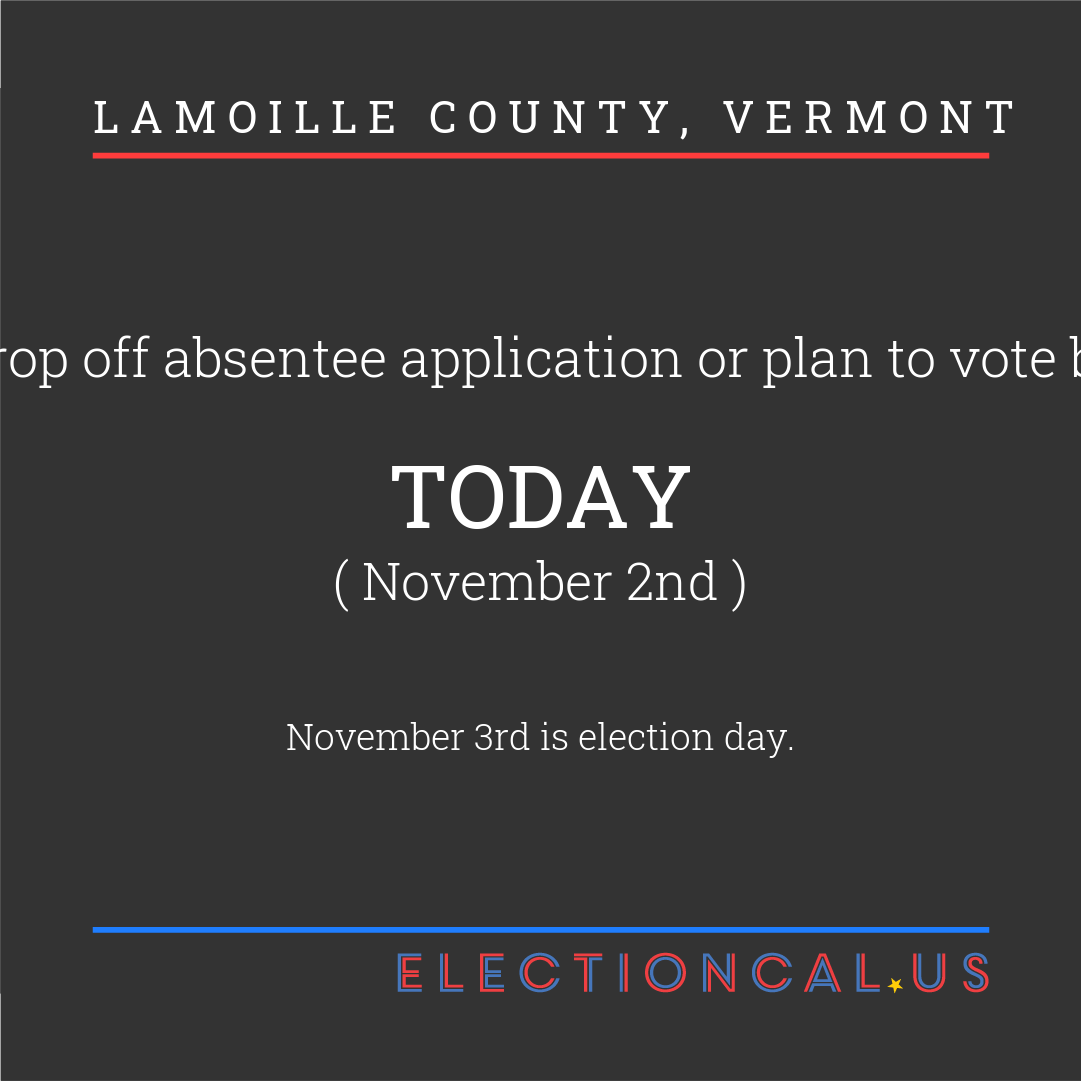 LAMOILLE COUNTY, VERMONT
rop off absentee application or plan to vote b
TODAY
( November 2nd )
November 3rd is election day.
ELECTIONCAL.US